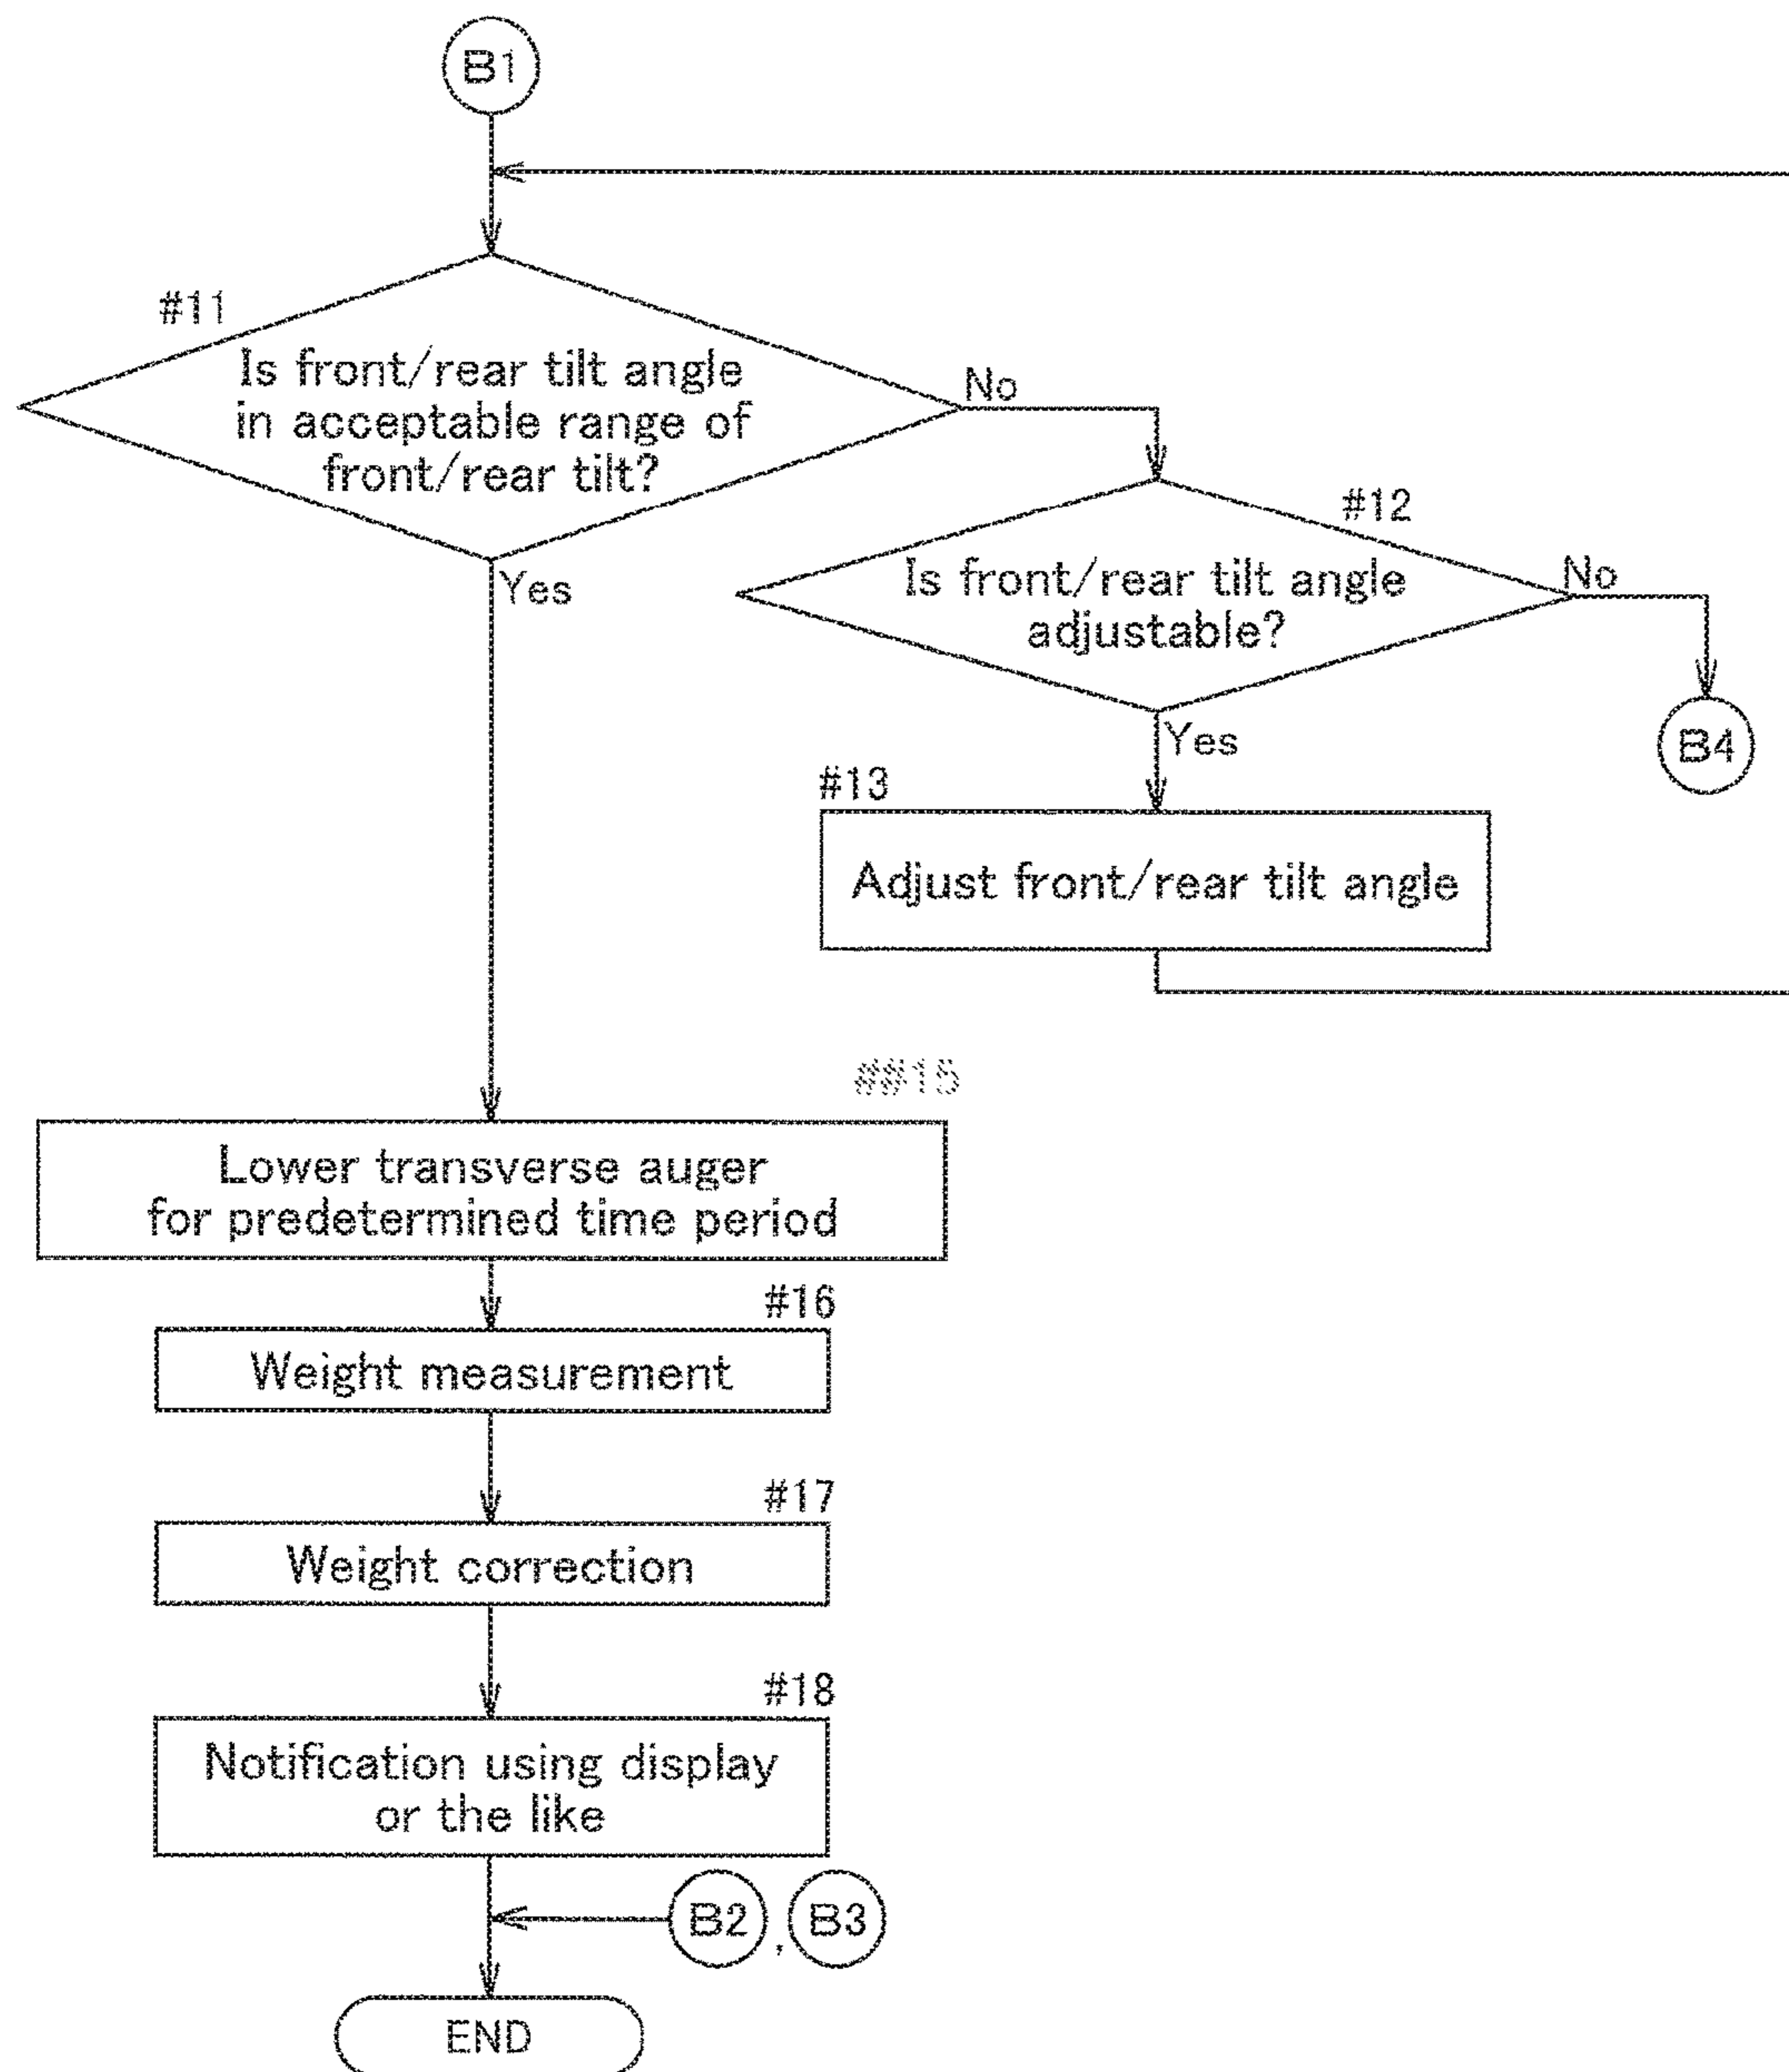 B1
#11
Is front/rear tilt angle
in acceptable range of
front/rear tilt?
No
Yes
#12
Is front/rear tilt angle
adjustable?
No
B4
Yes
#13
Adjust front/rear tilt angle
##15
Lower transverse auger
for predetermined time period
#16
Weight measurement
#17
Weight correction
#18
Notification using display
or the like
B2 , B3
END